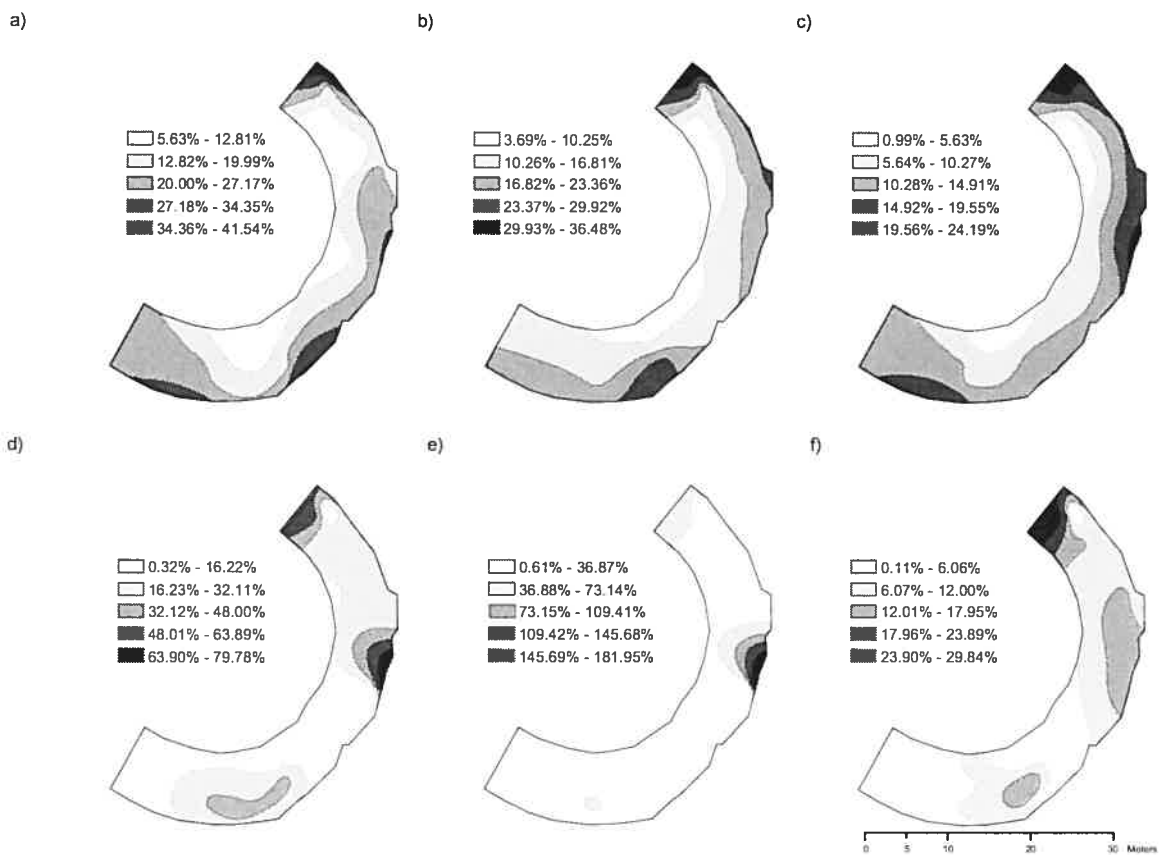 a)
b)
c)
5.63% - 12.81%
12.82% - 19.99%
20.00% - 27.17%
27.18% - 34.35%
34.36% - 41.54%
3.69% - 10.25%
10.26% - 16.81%
16.82% - 23.36%
23.37% - 29.92%
29.93% - 36.48%
0.99% - 5.63%
5.64% - 10.27%
10.28% - 14.91%
14.92% - 19.55%
19.56% - 24.19%
d)
e)
f)
0.32% - 16.22%
16.23% - 32.11%
32.12% - 48.00%
48.01% - 63.89%
63.90% - 79.78%
0.61% - 36.87%
36.88% - 73.14%
73.15% - 109.41%
109.42% - 145.68%
145.69% - 181.95%
0.11% - 6.06%
6.07% - 12.00%
12.01% - 17.95%
17.96% - 23.89%
23.90% - 29.84%
0 5 10 20 30 Meters